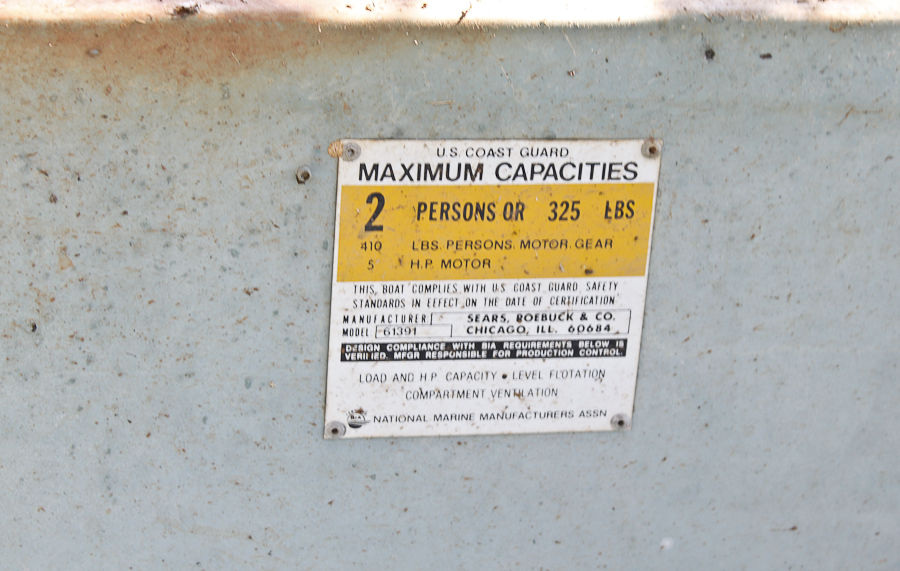 U.S. COAST GUARD
MAXIMUM CAPACITIES
2 PERSONS OR 325 LBS
410 LBS. PERSONS, MOTOR, GEAR
5 H.P. MOTOR
THIS BOAT COMPLIES WITH U.S. COAST GUARD SAFETY
STANDARDS IN EFFECT ON THE DATE OF CERTIFICATION
MANUFACTURER SEARS, ROEBUCK & CO.
MODEL 61391 CHICAGO, ILL. 60684
DESIGN COMPLIANCE WITH BIA REQUIREMENTS BELOW IS
VERIFIED. MFGR RESPONSIBLE FOR PRODUCTION CONTROL.
LOAD AND H.P. CAPACITY • LEVEL FLOTATION
COMPARTMENT VENTILATION
NATIONAL MARINE MANUFACTURERS ASSN